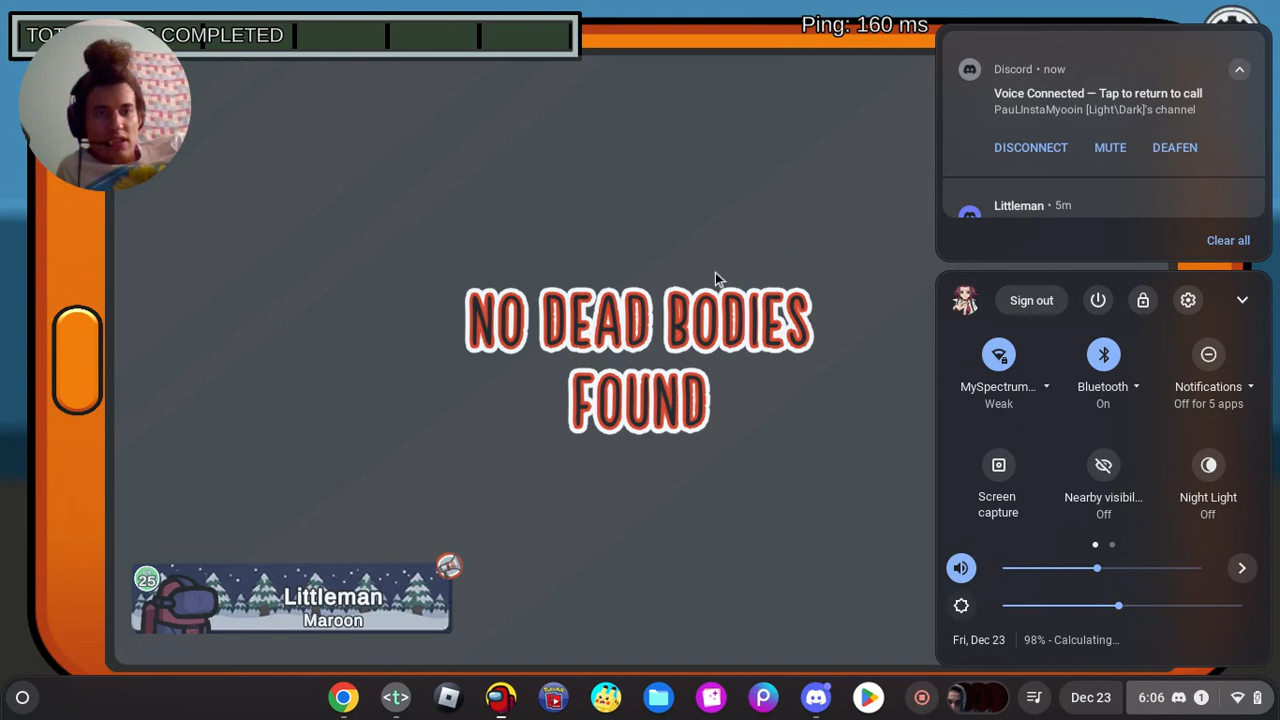 COMPLETED
Ping: 160 ms
NO DEAD BODIES
FOUND
25
Littleman
Maroon
Discord • now
Voice Connected — Tap to return to call
PaulInstaMyooin [Light\Dark]'s channel
DISCONNECT MUTE DEAFEN
Littleman • 5m
Clear all
Sign out
MySpectrum... Bluetooth Notifications
Weak On Off for 5 apps
Screen Nearby visibil... Night Light
capture Off Off
Fri, Dec 23 98% - Calculating...
<t> P Dec 23 6:06 1